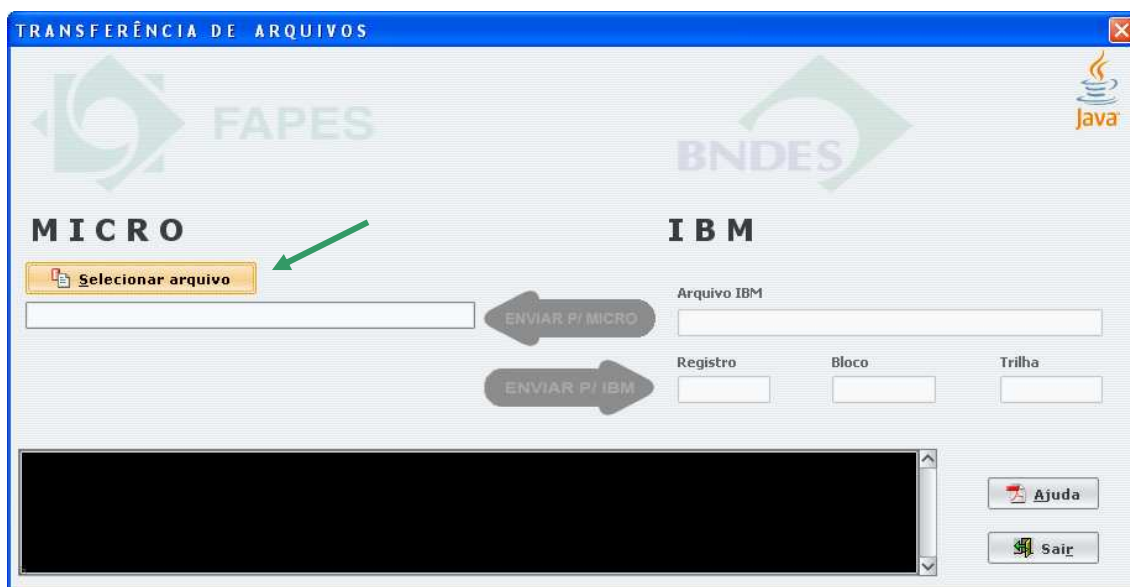 TRANSFERÊNCIA DE ARQUIVOS
FAPES
BNDES
Java
MICRO
IBM
Selecionar arquivo
Arquivo IBM
ENVIAR P/ MICRO
Registro Bloco Trilha
ENVIAR P/ IBM
Ajuda
Sair